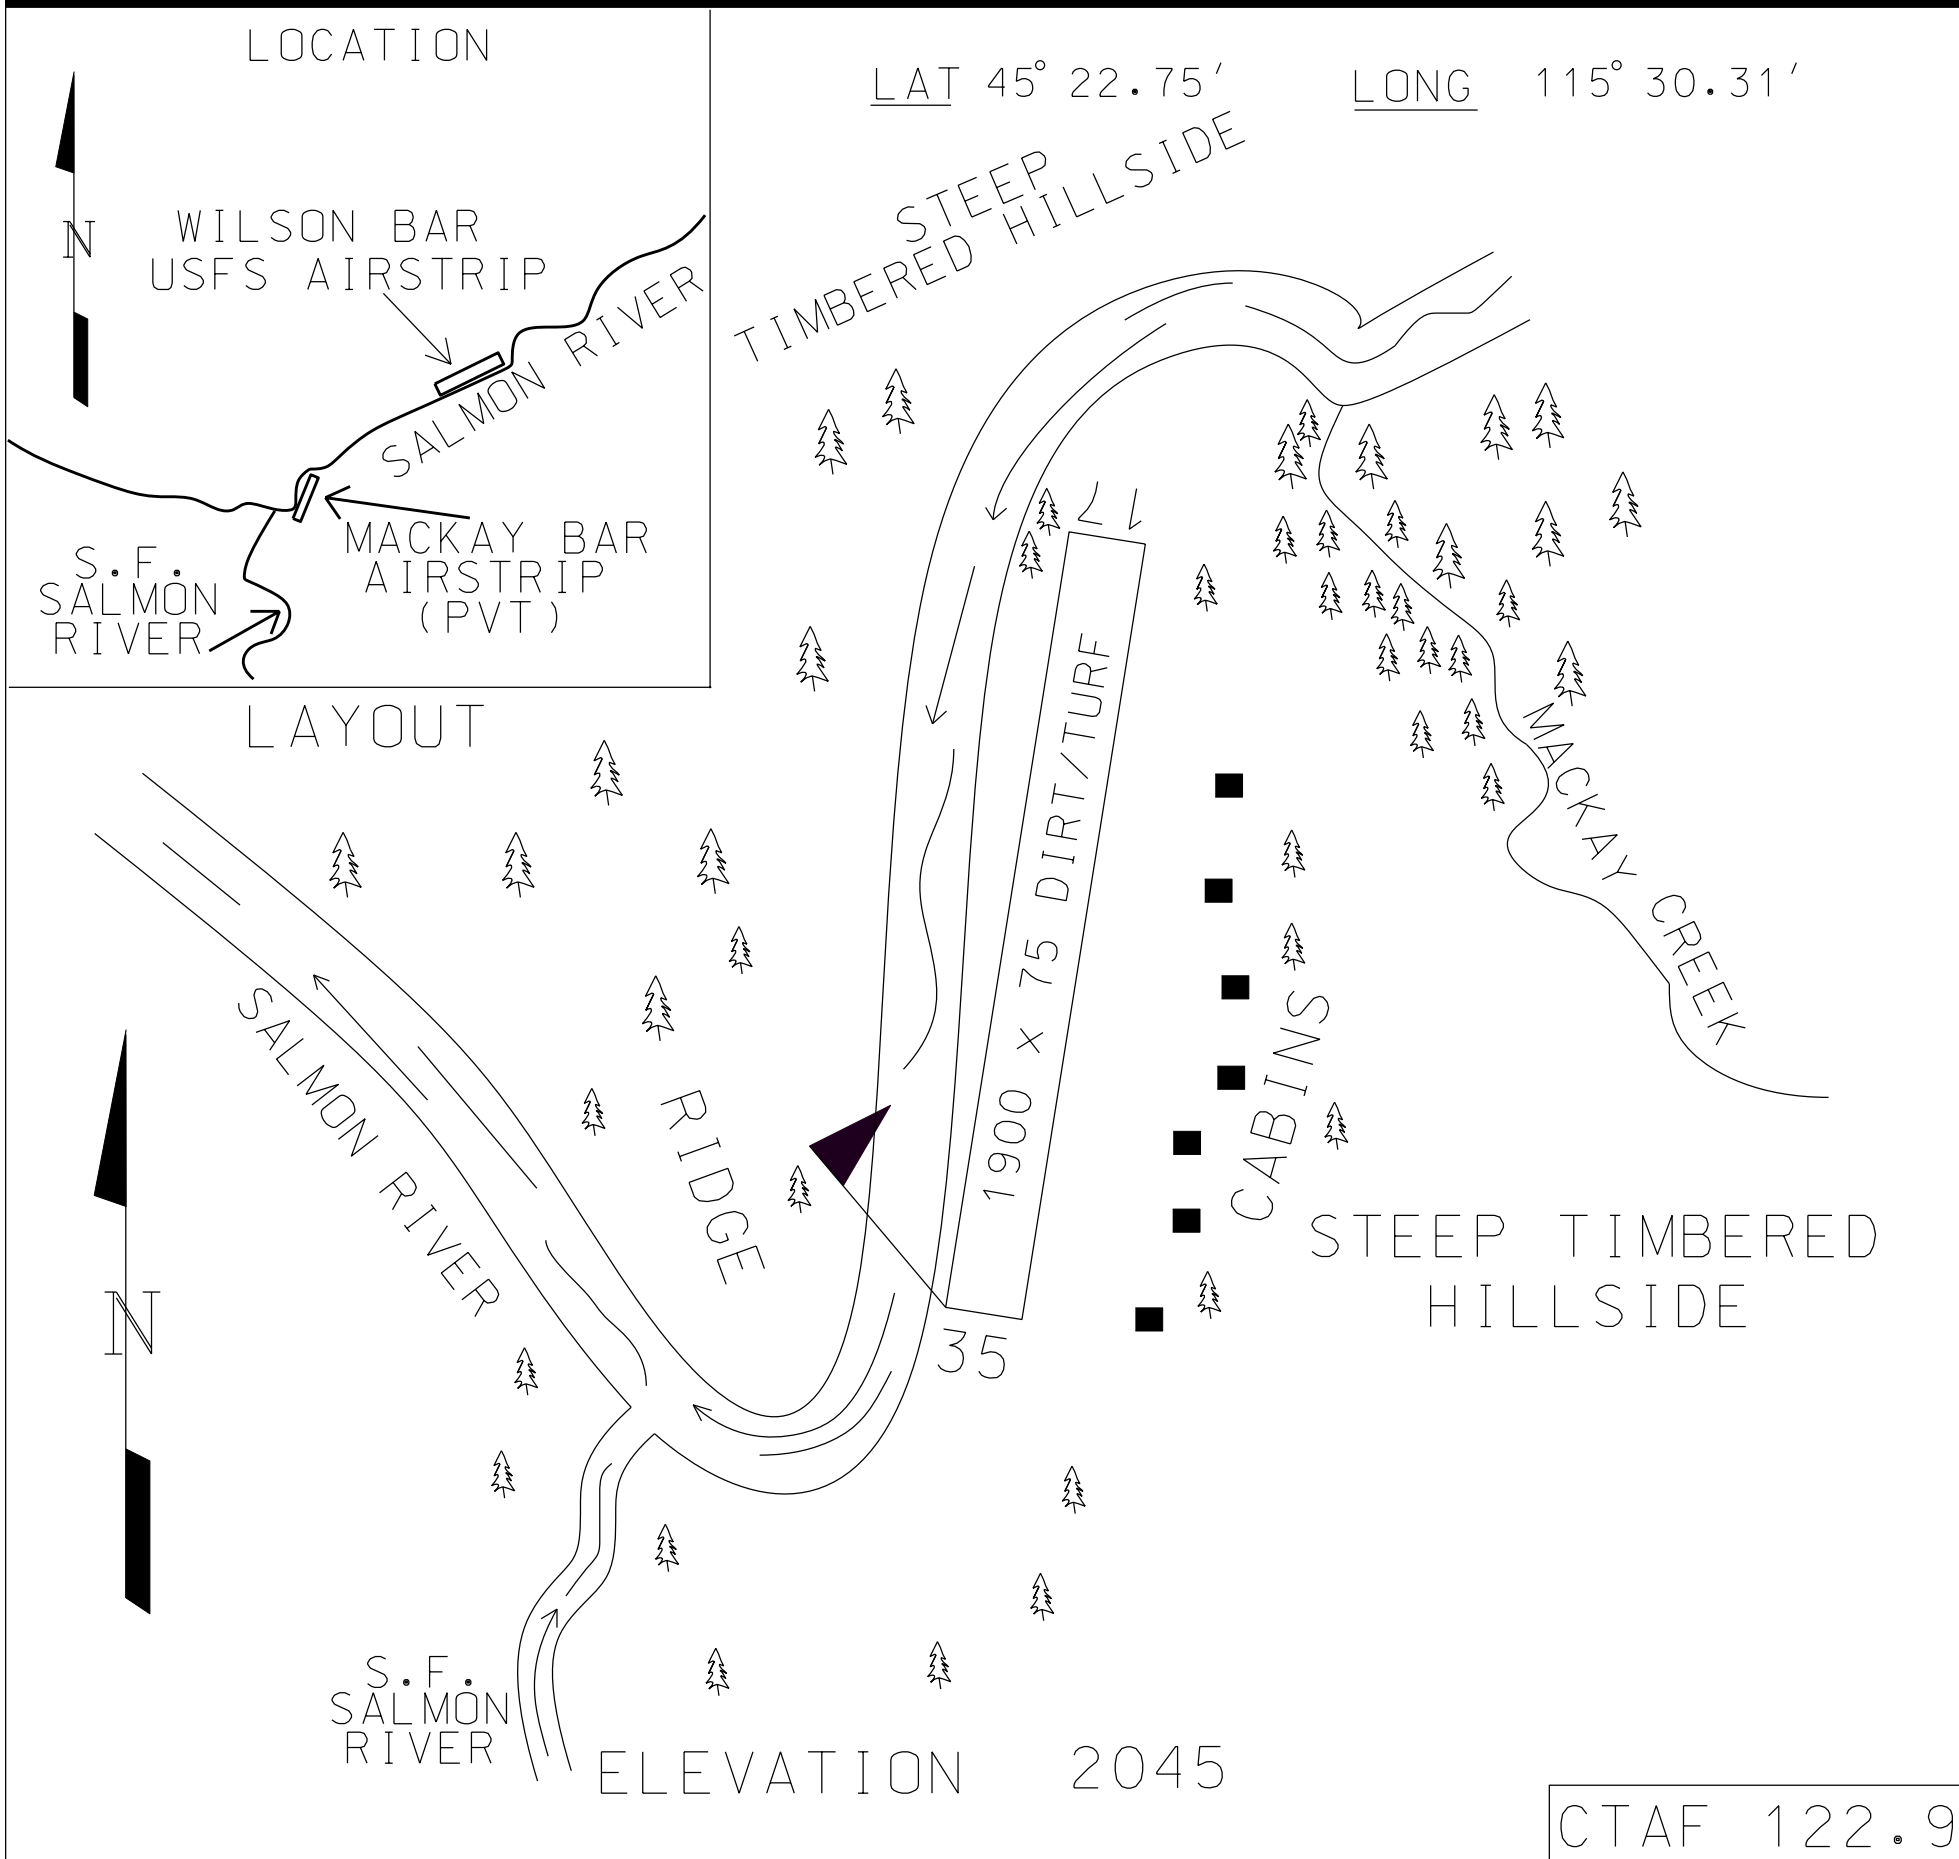 LOCATION
LAT 45° 22.75′ LONG 115° 30.31′
N
WILSON BAR
USFS AIRSTRIP
SALMON RIVER
MACKAY BAR
AIRSTRIP
(PVT)
S.F.
SALMON
RIVER
STEEP
TIMBERED HILLSIDE
LAYOUT
17
1900 x 75 DIRT/TURF
35
MACKAY CREEK
SALMON RIVER
RIDGE
CABINS
STEEP TIMBERED
HILLSIDE
N
S.F.
SALMON
RIVER
ELEVATION 2045
CTAF 122.9